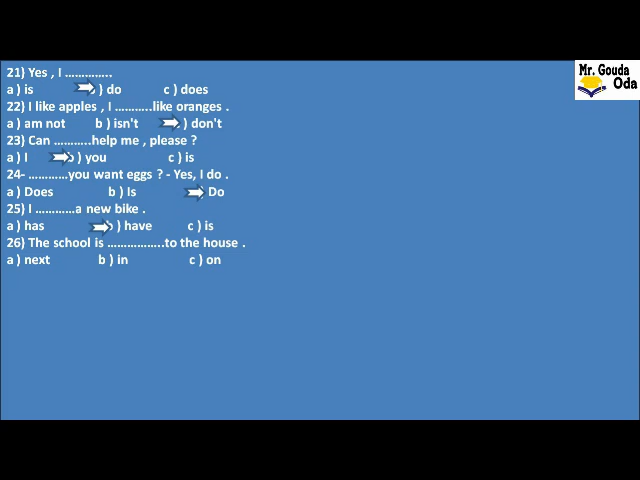 Mr. Gouda
Oda
21) Yes , I .............
a ) is ) do c ) does
22) I like apples , I ...........like oranges .
a ) am not b ) isn't ) don't
23) Can ...........help me , please ?
a ) I ) you c ) is
24- ............you want eggs ? - Yes, I do .
a ) Does b ) Is Do
25) I ............a new bike .
a ) has ) have c ) is
26) The school is .................to the house .
a ) next b ) in c ) on